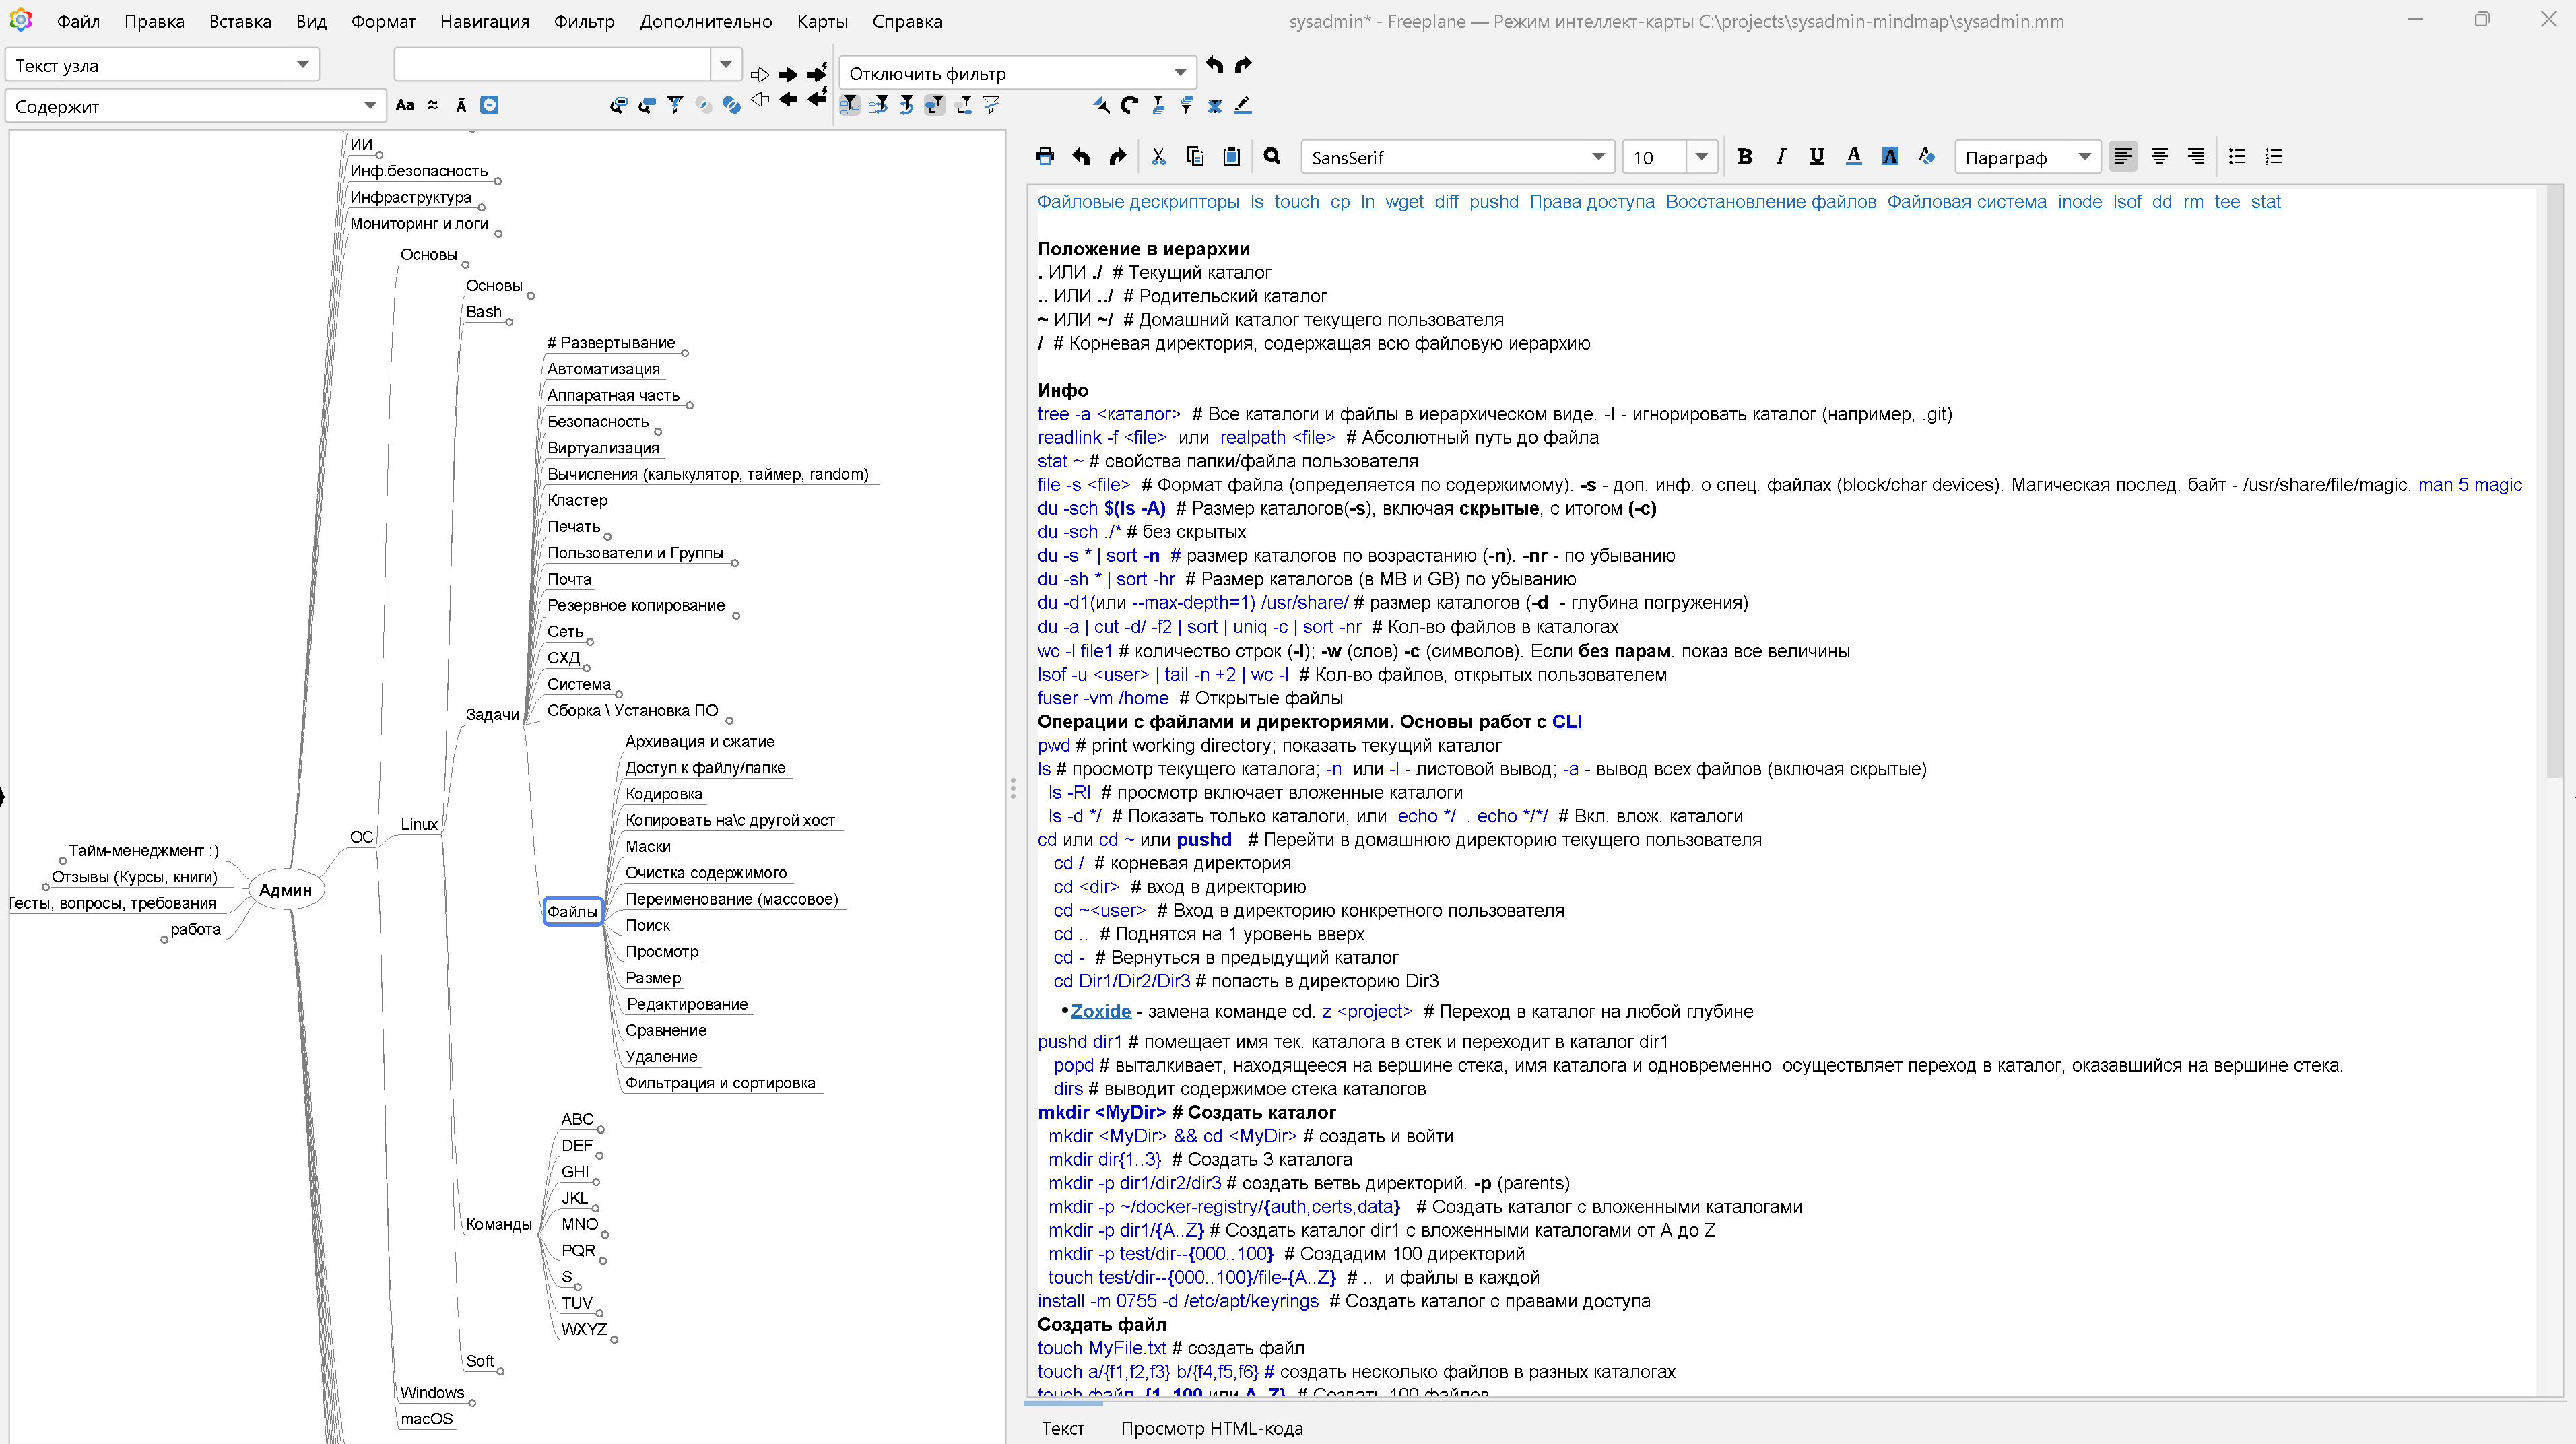 Файл Правка Вставка Вид Формат Навигация Фильтр Дополнительно Карты Справка
sysadmin* - Freeplane — Режим интеллект-карты C:\projects\sysadmin-mindmap\sysadmin.mm
Текст узла
Отключить фильтр
Содержит
ИИ
Инф.безопасность
Инфраструктура
Мониторинг и логи
Основы
Основы
Bash
# Развертывание
Автоматизация
Аппаратная часть
Безопасность
Виртуализация
Вычисления (калькулятор, таймер, random)
Кластер
Печать
Пользователи и Группы
Почта
Резервное копирование
Сеть
СХД
Система
Сборка \ Установка ПО
Задачи
Архивация и сжатие
Доступ к файлу/папке
Кодировка
Копировать на\с другой хост
Маски
Очистка содержимого
Переименование (массовое)
Файлы
Поиск
Просмотр
Размер
Редактирование
Сравнение
Удаление
Фильтрация и сортировка
Linux
ОС
Тайм-менеджмент :)
Отзывы (Курсы, книги)
Админ
Тесты, вопросы, требования
работа
ABC
DEF
GHI
JKL
MNO
Команды
PQR
S
TUV
WXYZ
Soft
Windows
macOS
SansSerif 10 Параграф
Файловые дескрипторы ls touch cp ln wget diff pushd Права доступа Восстановление файлов Файловая система inode lsof dd rm tee stat
Положение в иерархии
. ИЛИ ./ # Текущий каталог
.. ИЛИ ../ # Родительский каталог
~ ИЛИ ~/ # Домашний каталог текущего пользователя
/ # Корневая директория, содержащая всю файловую иерархию
Инфо
tree -a <каталог> # Все каталоги и файлы в иерархическом виде. -I - игнорировать каталог (например, .git)
readlink -f <file> или realpath <file> # Абсолютный путь до файла
stat ~ # свойства папки/файла пользователя
file -s <file> # Формат файла (определяется по содержимому). -s - доп. инф. о спец. файлах (block/char devices). Магическая послед. байт - /usr/share/file/magic. man 5 magic
du -sch $(ls -A) # Размер каталогов(-s), включая скрытые, с итогом (-c)
du -sch ./* # без скрытых
du -s * | sort -n # размер каталогов по возрастанию (-n). -nr - по убыванию
du -sh * | sort -hr # Размер каталогов (в MB и GB) по убыванию
du -d1(или --max-depth=1) /usr/share/ # размер каталогов (-d - глубина погружения)
du -a | cut -d/ -f2 | sort | uniq -c | sort -nr # Кол-во файлов в каталогах
wc -l file1 # количество строк (-l); -w (слов) -c (символов). Если без парам. показ все величины
lsof -u <user> | tail -n +2 | wc -l # Кол-во файлов, открытых пользователем
fuser -vm /home # Открытые файлы
Операции с файлами и директориями. Основы работ с CLI
pwd # print working directory; показать текущий каталог
ls # просмотр текущего каталога; -n или -l - листовой вывод; -a - вывод всех файлов (включая скрытые)
ls -Rl # просмотр включает вложенные каталоги
ls -d */ # Показать только каталоги, или echo */ . echo */*/ # Вкл. влож. каталоги
cd или cd ~ или pushd # Перейти в домашнюю директорию текущего пользователя
cd / # корневая директория
cd <dir> # вход в директорию
cd ~<user> # Вход в директорию конкретного пользователя
cd .. # Поднятся на 1 уровень вверх
cd - # Вернуться в предыдущий каталог
cd Dir1/Dir2/Dir3 # попасть в директорию Dir3
•Zoxide - замена команде cd. z <project> # Переход в каталог на любой глубине
pushd dir1 # помещает имя тек. каталога в стек и переходит в каталог dir1
popd # выталкивает, находящееся на вершине стека, имя каталога и одновременно осуществляет переход в каталог, оказавшийся на вершине стека.
dirs # выводит содержимое стека каталогов
mkdir <MyDir> # Создать каталог
mkdir <MyDir> && cd <MyDir> # создать и войти
mkdir dir{1..3} # Создать 3 каталога
mkdir -p dir1/dir2/dir3 # создать ветвь директорий. -p (parents)
mkdir -p ~/docker-registry/{auth,certs,data} # Создать каталог с вложенными каталогами
mkdir -p dir1/{A..Z} # Создать каталог dir1 с вложенными каталогами от A до Z
mkdir -p test/dir--{000..100} # Создадим 100 директорий
touch test/dir--{000..100}/file-{A..Z} # .. и файлы в каждой
install -m 0755 -d /etc/apt/keyrings # Создать каталог с правами доступа
Создать файл
touch MyFile.txt # создать файл
touch a/{f1,f2,f3} b/{f4,f5,f6} # создать несколько файлов в разных каталогах
touch файл_{1..100 или A..Z} # Создать 100 файлов
Текст Просмотр HTML-кода